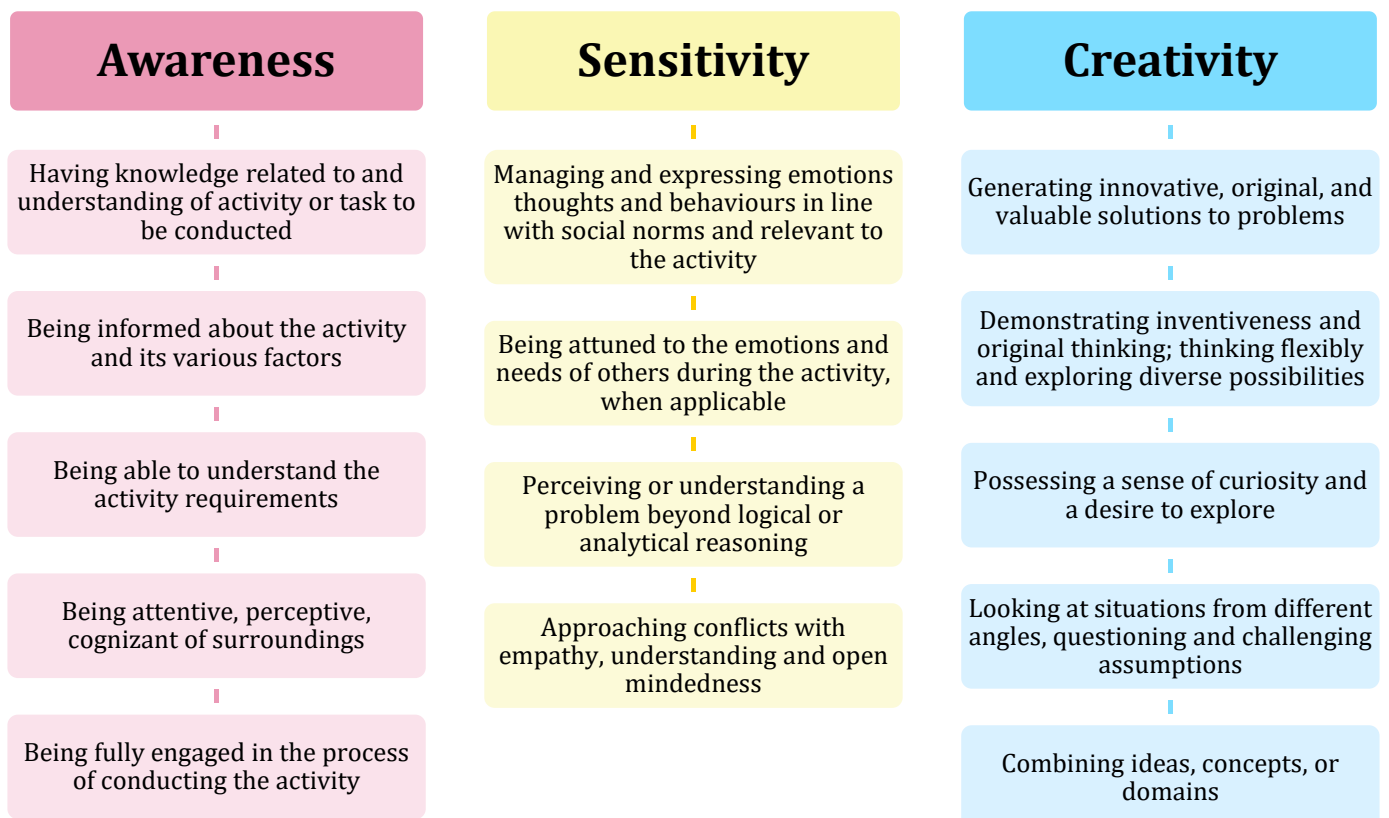 Awareness
Having knowledge related to and
understanding of activity or task to
be conducted
Being informed about the activity
and its various factors
Being able to understand the
activity requirements
Being attentive, perceptive,
cognizant of surroundings
Being fully engaged in the process
of conducting the activity
Sensitivity
Managing and expressing emotions
thoughts and behaviours in line
with social norms and relevant to
the activity
Being attuned to the emotions and
needs of others during the activity,
when applicable
Perceiving or understanding a
problem beyond logical or
analytical reasoning
Approaching conflicts with
empathy, understanding and open
mindedness
Creativity
Generating innovative, original, and
valuable solutions to problems
Demonstrating inventiveness and
original thinking; thinking flexibly
and exploring diverse possibilities
Possessing a sense of curiosity and
a desire to explore
Looking at situations from different
angles, questioning and challenging
assumptions
Combining ideas, concepts, or
domains